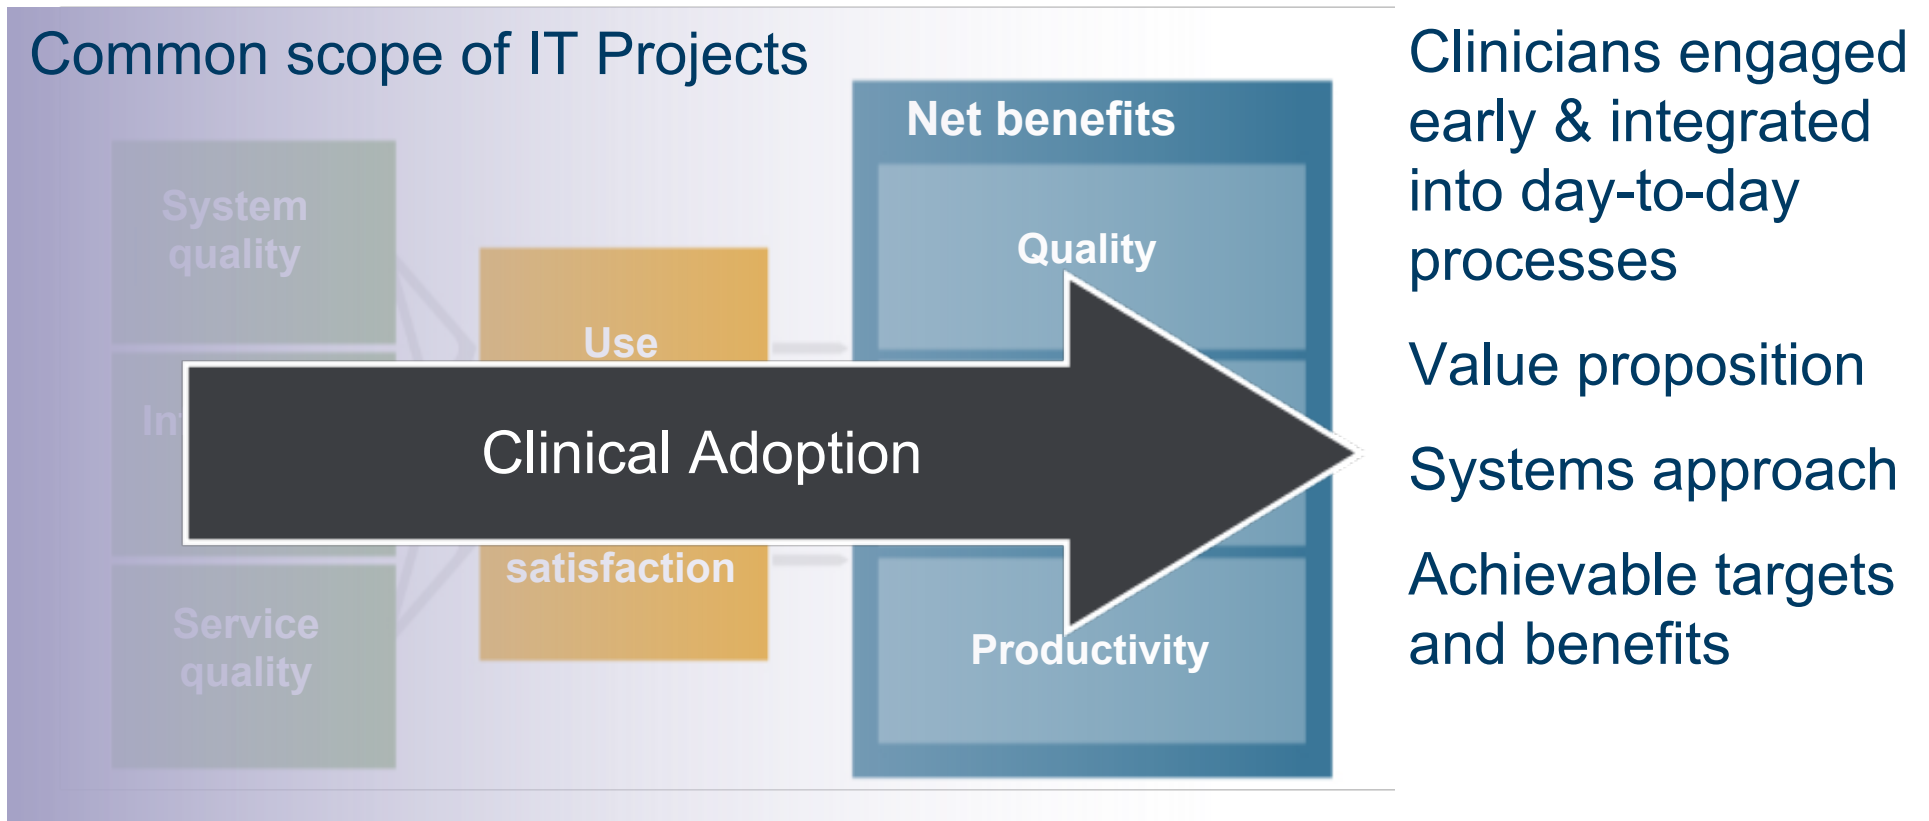 Common scope of IT Projects
Net benefits
System
quality
Service
quality
Use
satisfaction
Quality
Productivity
Clinical Adoption
Clinicians engaged
early & integrated
into day-to-day
processes
Value proposition
Systems approach
Achievable targets
and benefits